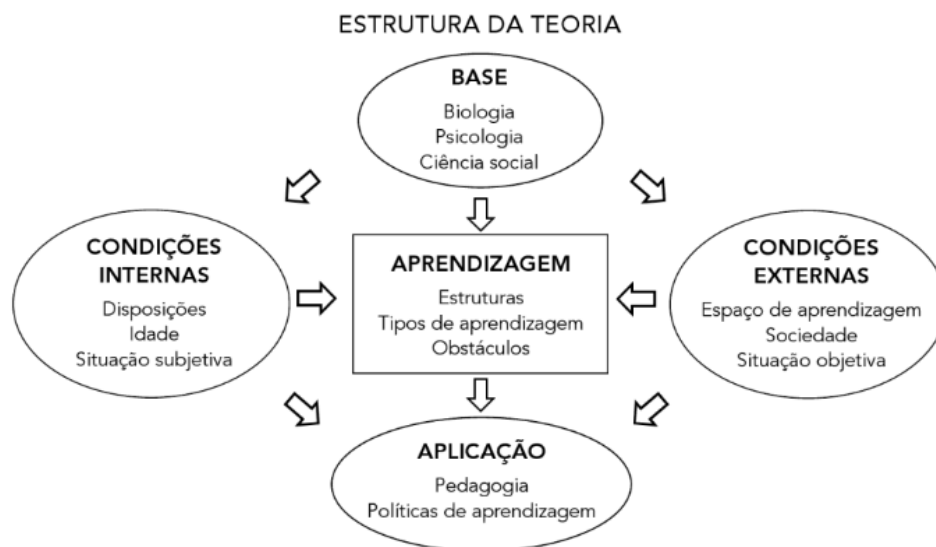 ESTRUTURA DA TEORIA
BASE
Biologia
Psicologia
Ciência social
CONDIÇÕES
INTERNAS
Disposições
Idade
Situação subjetiva
APRENDIZAGEM
Estruturas
Tipos de aprendizagem
Obstáculos
CONDIÇÕES
EXTERNAS
Espaço de aprendizagem
Sociedade
Situação objetiva
APLICAÇÃO
Pedagogia
Políticas de aprendizagem